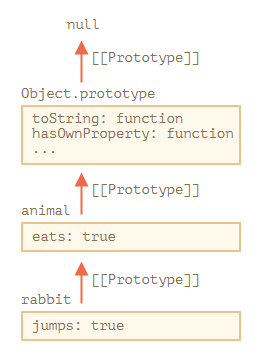 null
[[Prototype]]
Object.prototype
toString: function
hasOwnProperty: function
...
[[Prototype]]
animal
eats: true
[[Prototype]]
rabbit
jumps: true